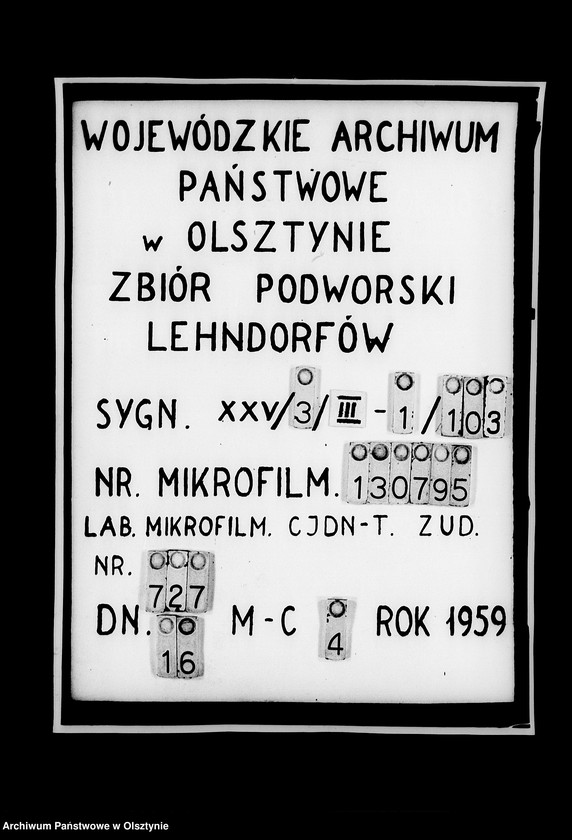 WOJEWÓDZKIE ARCHIWUM
PAŃSTWOWE
w OLSZTYNIE
ZBIÓR PODWORSKI
LEHNDORFÓW
SYGN. XXV/3/III-1/103
NR. MIKROFILM. 130795
LAB. MIKROFILM. CJDN-T. ZUD.
NR. 727
DN. 16 M-C 4 ROK 1959
Archiwum Państwowe w Olsztynie